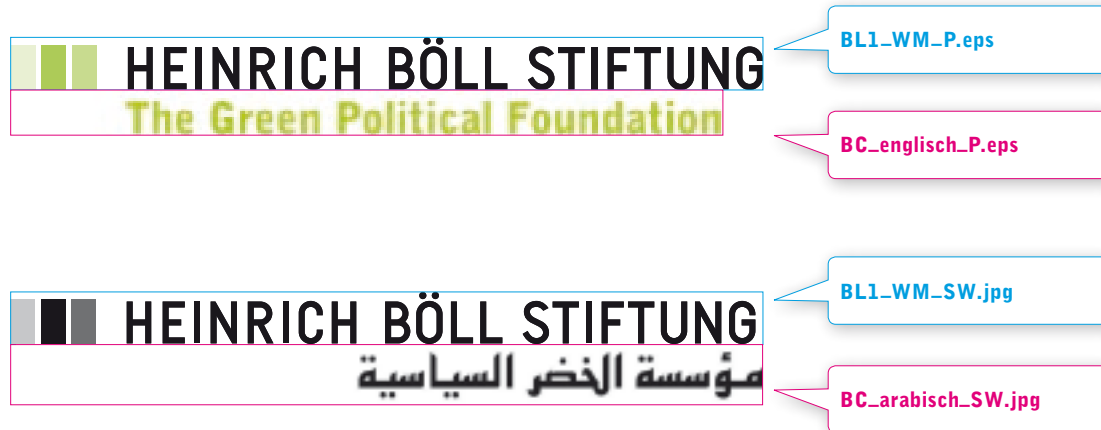 HEINRICH BÖLL STIFTUNG
The Green Political Foundation
BL1_WM_P.eps
BC_englisch_P.eps
HEINRICH BÖLL STIFTUNG
مؤسسة الخضر السياسية
BL1_WM_SW.jpg
BC_arabisch_SW.jpg